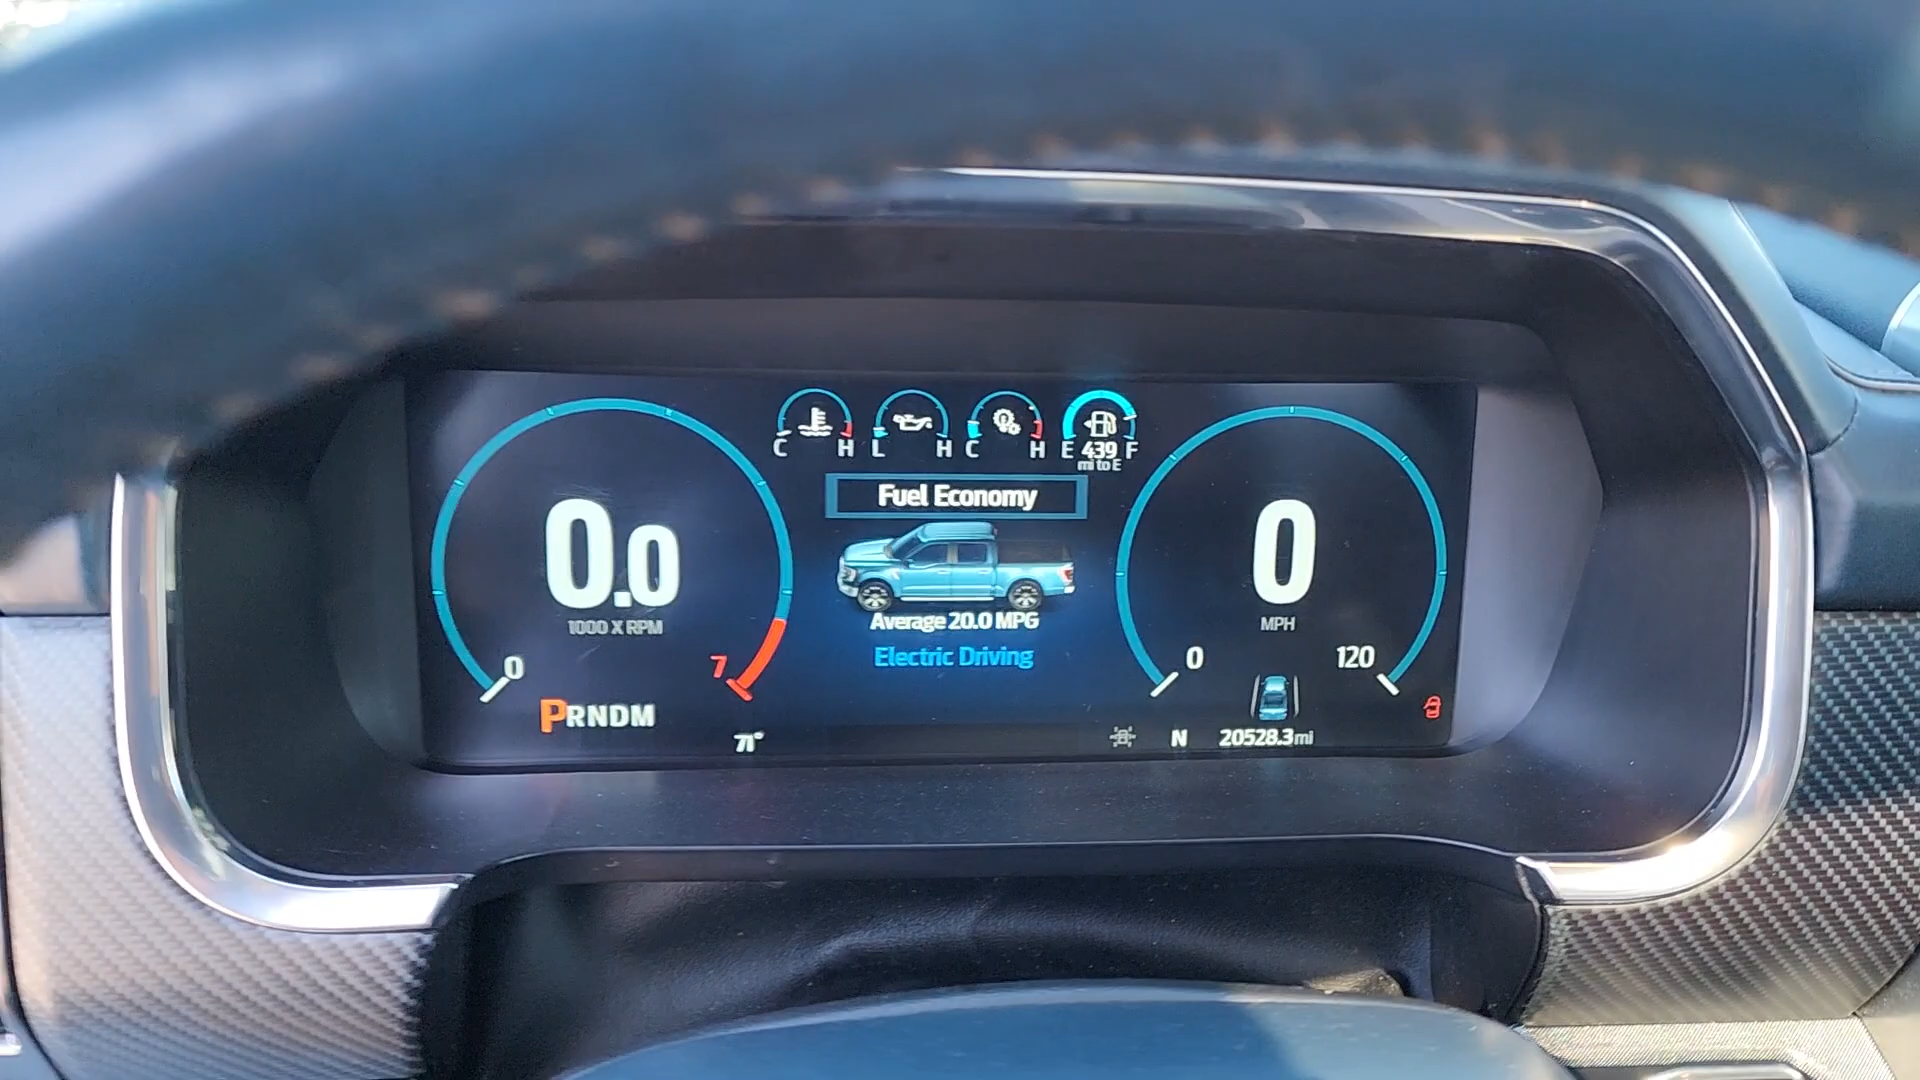 C H L H C H E 439 F
mi to E
Fuel Economy
0.0
1000 X RPM
0 7
PRNDM
71°
Average 20.0 MPG
Electric Driving
0
MPH
0 120
N 20528.3mi